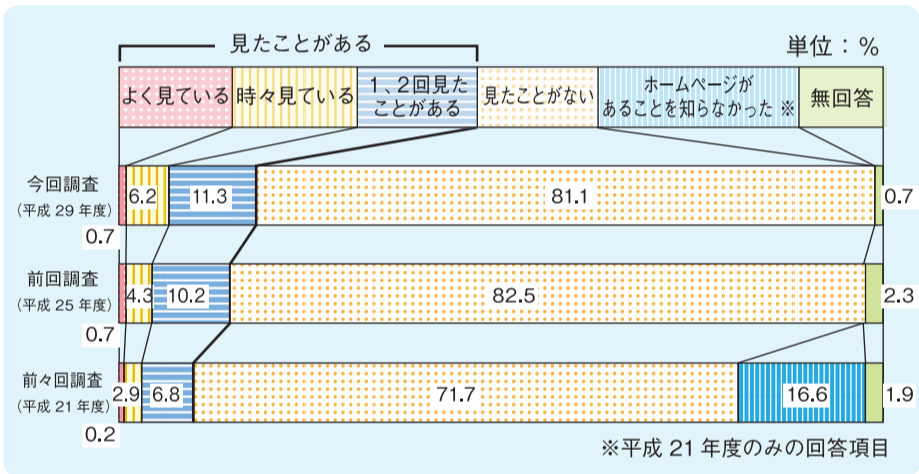 見たことがある
単位：%
よく見ている
時々見ている
1、2回見た
ことがある
見たことがない
ホームページが
あることを知らなかった ※
無回答
今回調査
（平成 29 年度）
6.2
11.3
81.1
0.7
0.7
前回調査
（平成 25 年度）
4.3
10.2
82.5
2.3
0.7
前々回調査
（平成 21 年度）
2.9
6.8
71.7
16.6
1.9
0.2
※平成 21 年度のみの回答項目